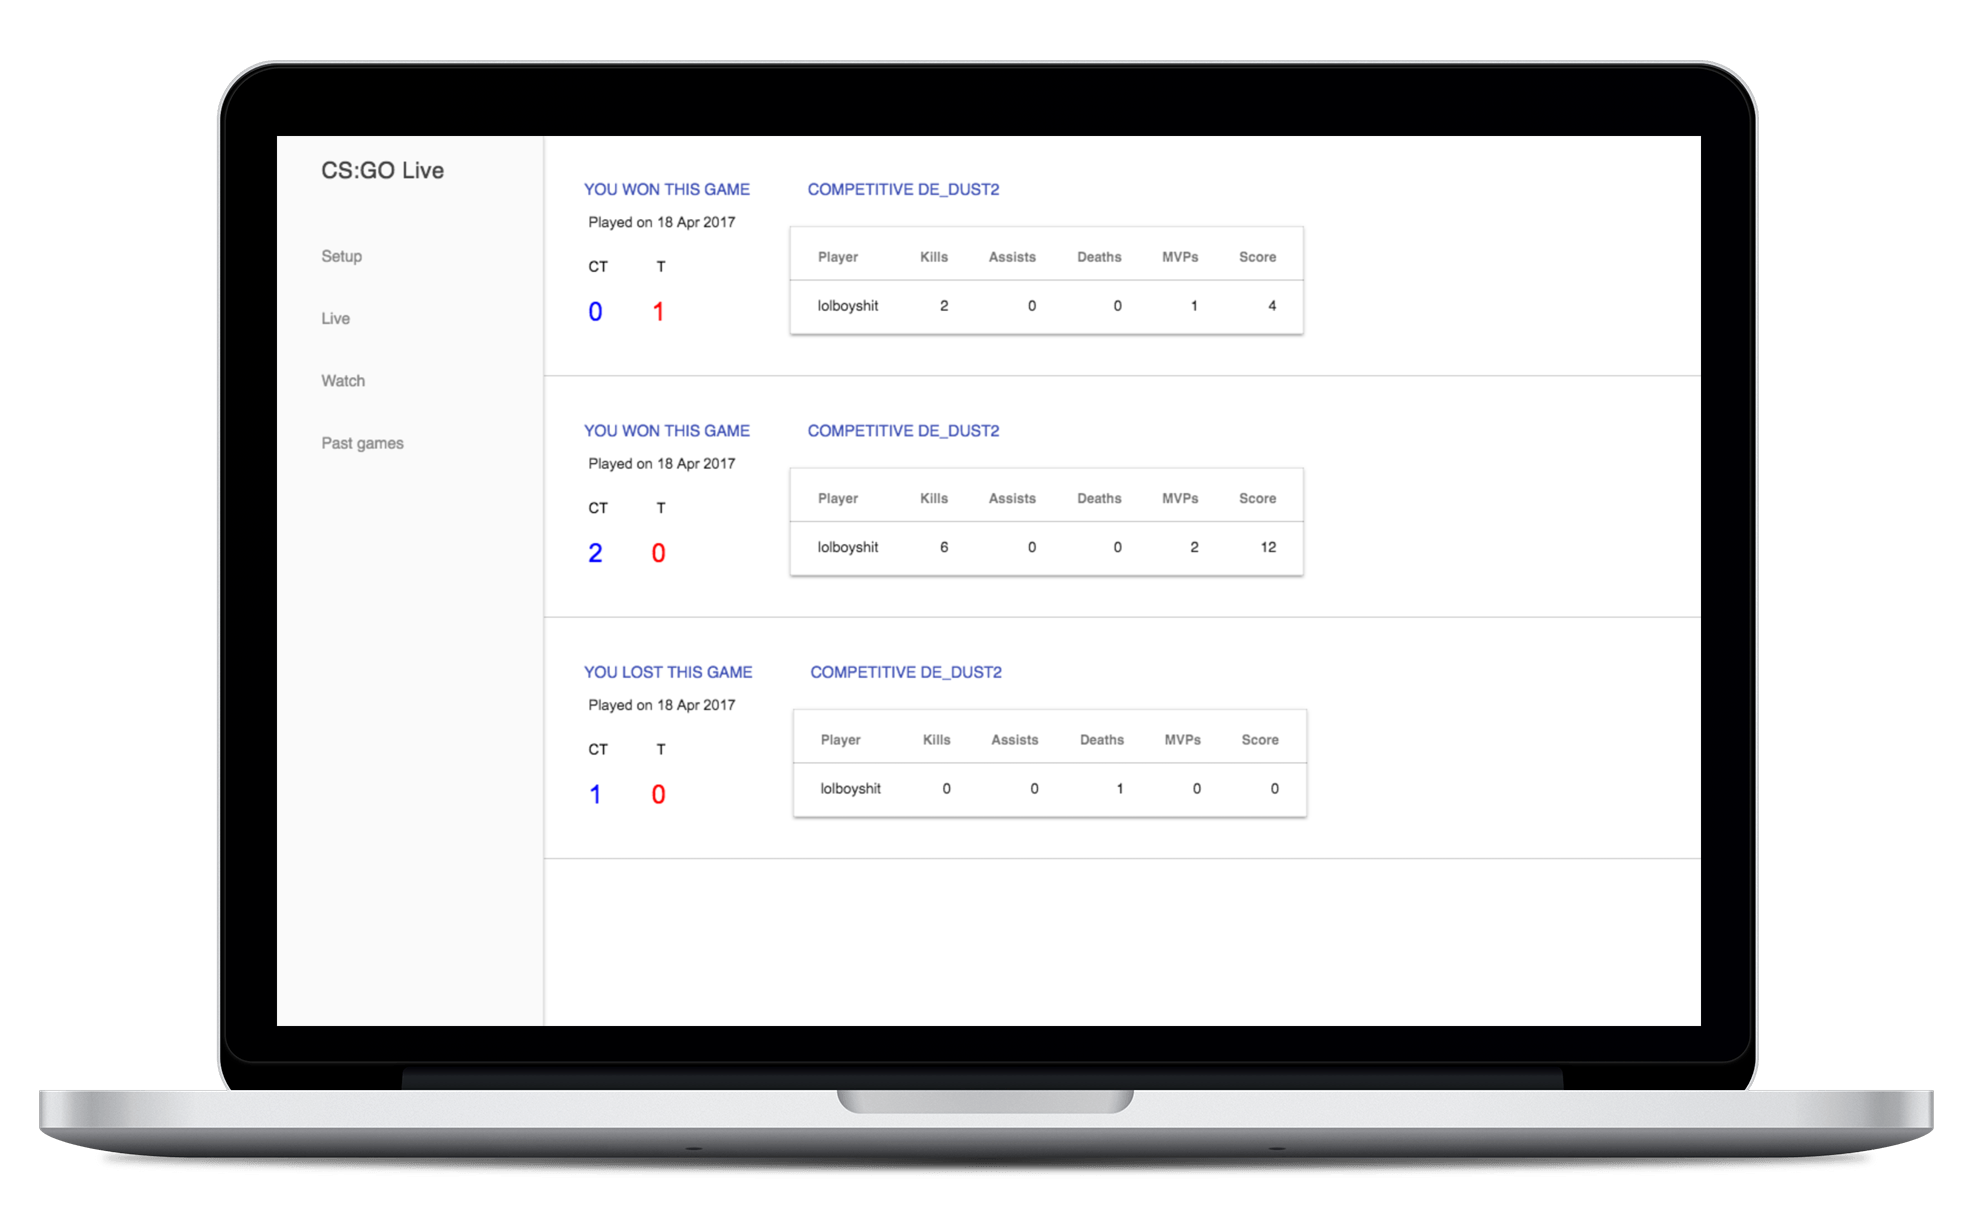 CS:GO Live
Setup
Live
Watch
Past games
YOU WON THIS GAME
Played on 18 Apr 2017
CT T
0 1
COMPETITIVE DE_DUST2
Player Kills Assists Deaths MVPs Score
lolboyshit 2 0 0 1 4
YOU WON THIS GAME
Played on 18 Apr 2017
CT T
2 0
COMPETITIVE DE_DUST2
Player Kills Assists Deaths MVPs Score
lolboyshit 6 0 0 2 12
YOU LOST THIS GAME
Played on 18 Apr 2017
CT T
1 0
COMPETITIVE DE_DUST2
Player Kills Assists Deaths MVPs Score
lolboyshit 0 0 1 0 0